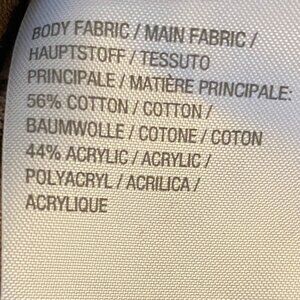 BODY FABRIC / MAIN FABRIC /
HAUPTSTOFF / TESSUTO
PRINCIPALE / MATIÈRE PRINCIPALE:
56% COTTON / COTTON /
BAUMWOLLE / COTONE / COTON
44% ACRYLIC / ACRYLIC /
POLYACRYL / ACRILICA /
ACRYLIQUE